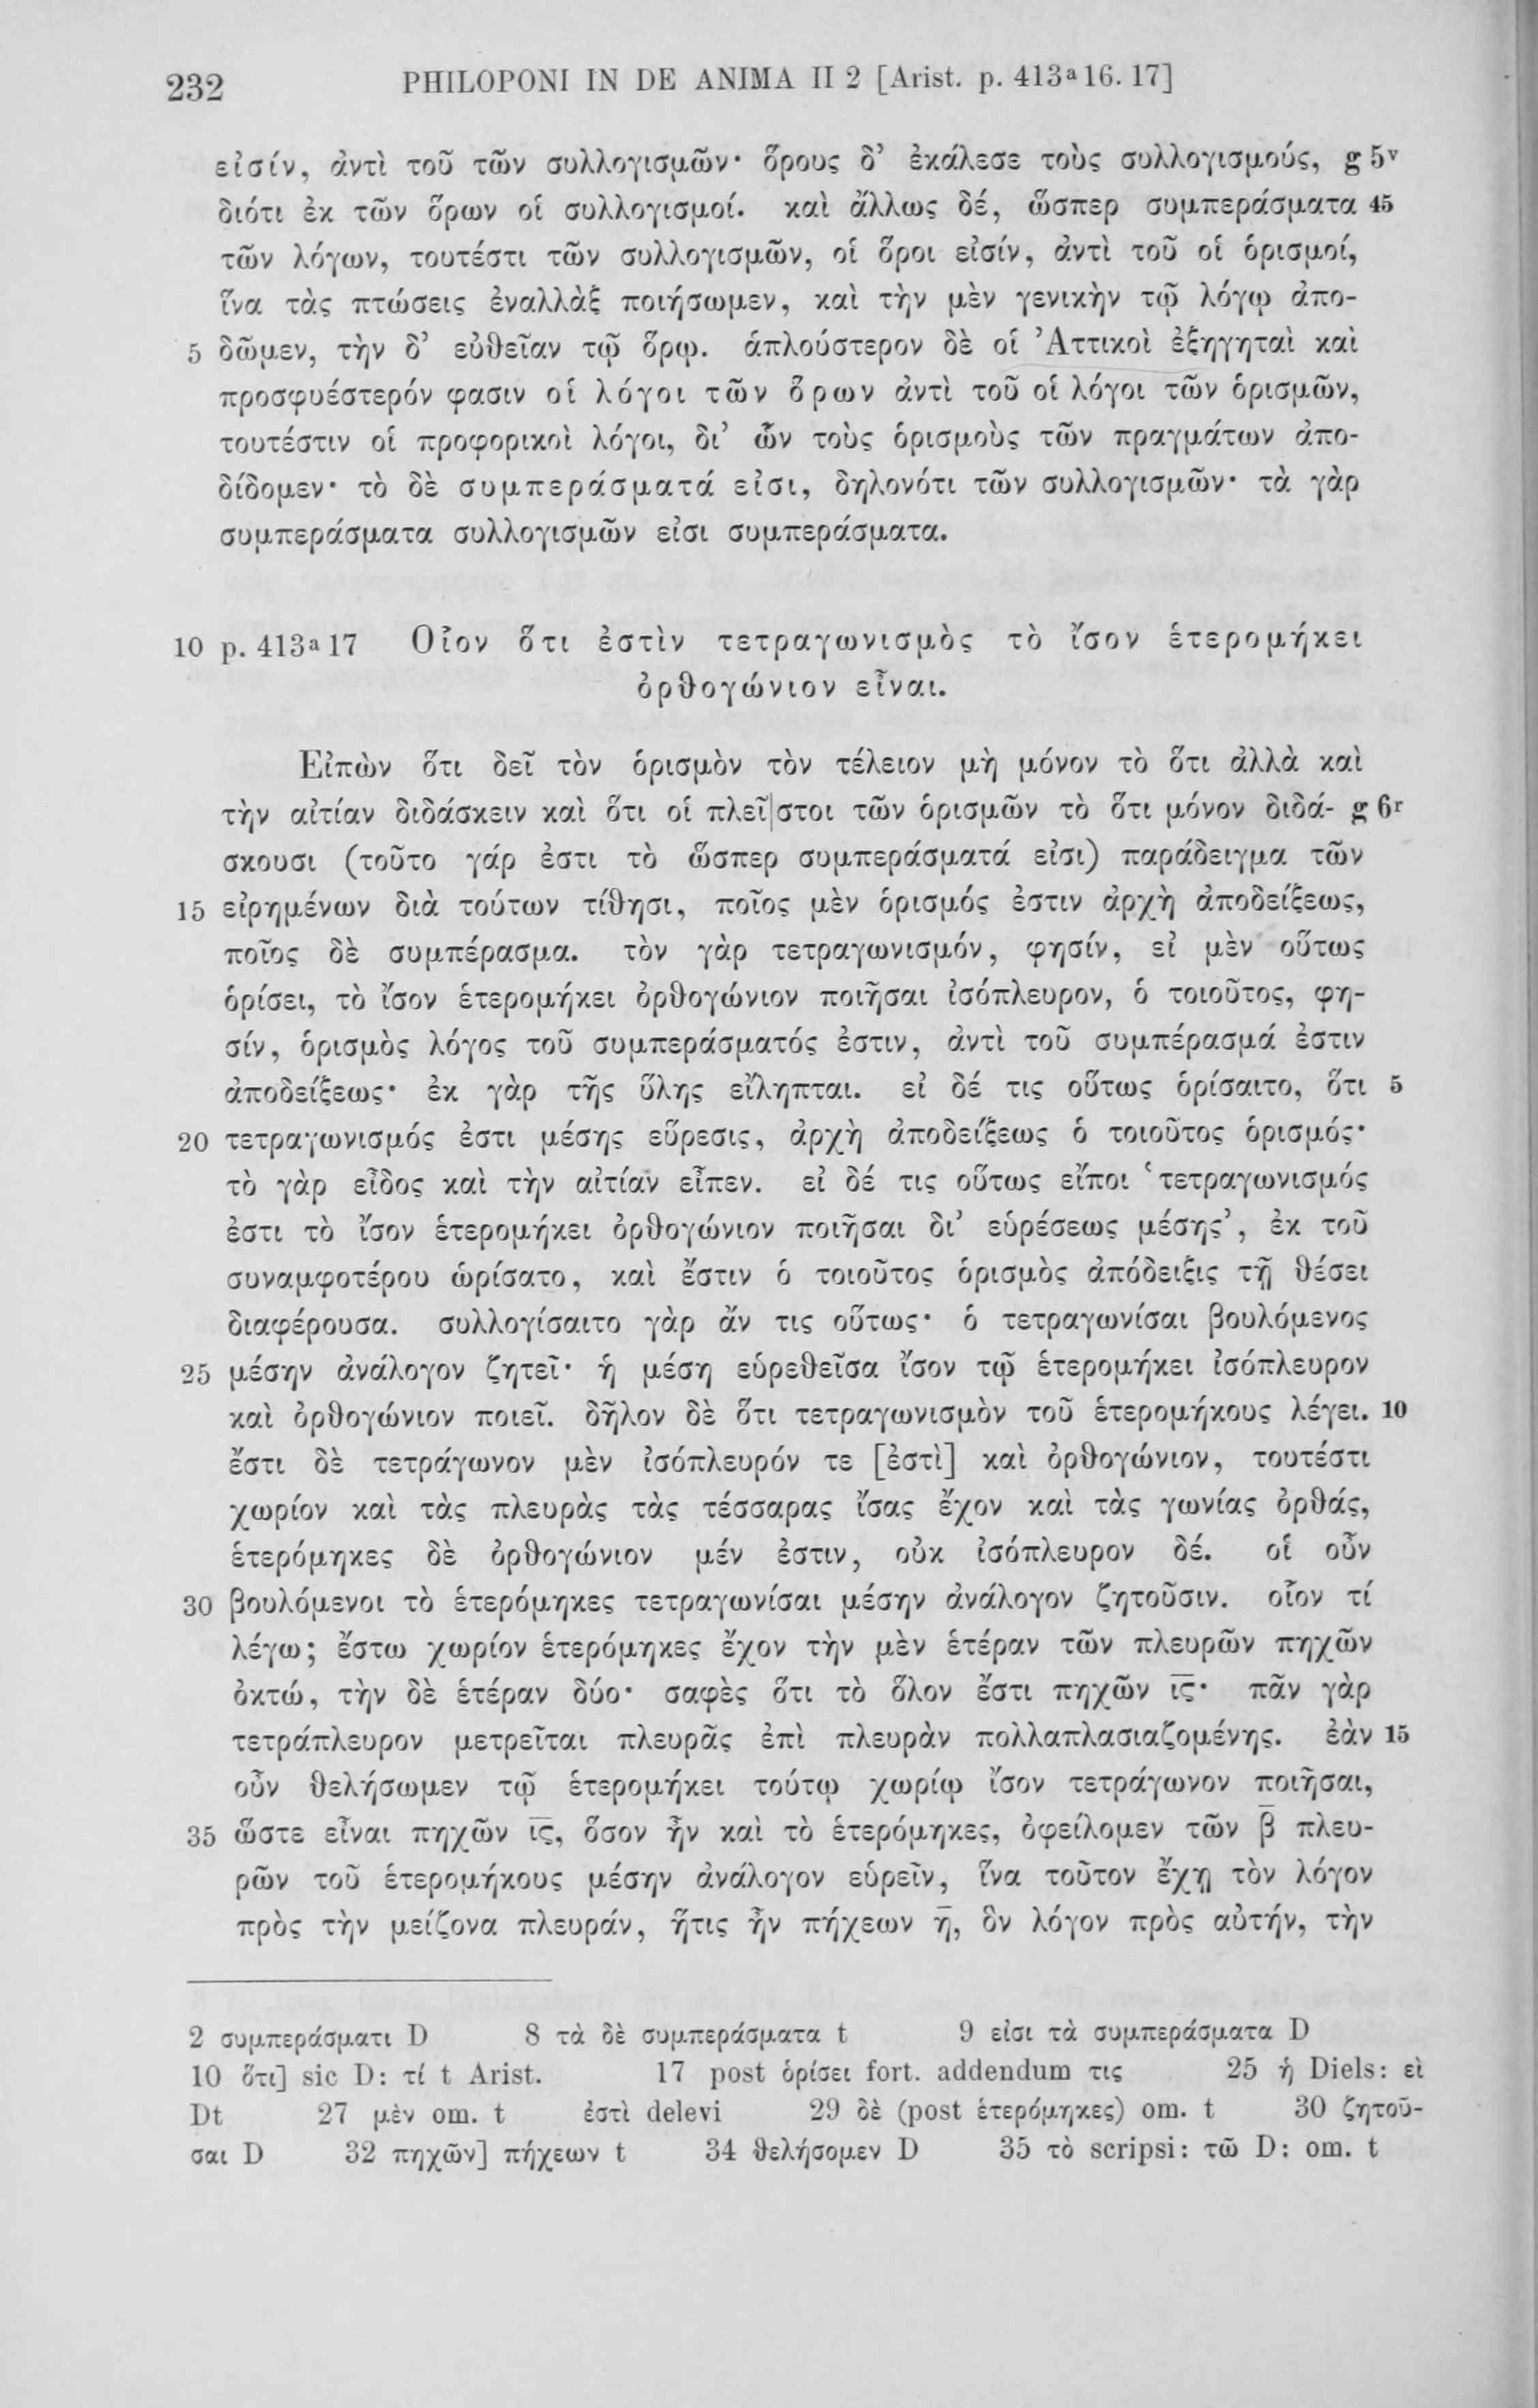 232 PHILOPONI IN DE ANIMA II 2 [Arist. p. 413ª 16. 17]
εἰσίν, ἀντὶ τοῦ τῶν συλλογισμῶν· ὅρους δ’ ἐκάλεσε τοὺς συλλογισμούς, g 5ᵛ
διότι ἐκ τῶν ὅρων οἱ συλλογισμοί. καὶ ἄλλως δέ, ὥσπερ συμπεράσματα 45
τῶν λόγων, τουτέστι τῶν συλλογισμῶν, οἱ ὅροι εἰσίν, ἀντὶ τοῦ οἱ ὁρισμοί,
ἵνα τὰς πτώσεις ἐναλλὰξ ποιήσωμεν, καὶ τὴν μὲν γενικὴν τῷ λόγῳ ἀπο-
5 δῶμεν, τὴν δ’ εὐθεῖαν τῷ ὅρῳ. ἁπλούστερον δὲ οἱ Ἀττικοὶ ἐξηγηταὶ καὶ
προσφυέστερόν φασιν οἱ λόγοι τῶν ὅρων ἀντὶ τοῦ οἱ λόγοι τῶν ὁρισμῶν,
τουτέστιν οἱ προφορικοὶ λόγοι, δι’ ὧν τοὺς ὁρισμοὺς τῶν πραγμάτων ἀπο-
δίδομεν· τὸ δὲ συμπεράσματά εἰσι, δηλονότι τῶν συλλογισμῶν· τὰ γὰρ
συμπεράσματα συλλογισμῶν εἰσι συμπεράσματα.
10 p. 413ª 17 Οἷον ὅτι ἐστὶν τετραγωνισμὸς τὸ ἴσον ἑτερομήκει
ὀρθογώνιον εἶναι.
Εἰπὼν ὅτι δεῖ τὸν ὁρισμὸν τὸν τέλειον μὴ μόνον τὸ ὅτι ἀλλὰ καὶ
τὴν αἰτίαν διδάσκειν καὶ ὅτι οἱ πλεῖ|στοι τῶν ὁρισμῶν τὸ ὅτι μόνον διδά- g 6ʳ
σκουσι (τοῦτο γάρ ἐστι τὸ ὥσπερ συμπεράσματά εἰσι) παράδειγμα τῶν
15 εἰρημένων διὰ τούτων τίθησι, ποῖος μὲν ὁρισμός ἐστιν ἀρχὴ ἀποδείξεως,
ποῖος δὲ συμπέρασμα. τὸν γὰρ τετραγωνισμόν, φησίν, εἰ μὲν οὕτως
ὁρίσει, τὸ ἴσον ἑτερομήκει ὀρθογώνιον ποιῆσαι ἰσόπλευρον, ὁ τοιοῦτος, φη-
σίν, ὁρισμὸς λόγος τοῦ συμπεράσματός ἐστιν, ἀντὶ τοῦ συμπέρασμά ἐστιν
ἀποδείξεως· ἐκ γὰρ τῆς ὕλης εἴληπται. εἰ δέ τις οὕτως ὁρίσαιτο, ὅτι 5
20 τετραγωνισμός ἐστι μέσης εὕρεσις, ἀρχὴ ἀποδείξεως ὁ τοιοῦτος ὁρισμός·
τὸ γὰρ εἶδος καὶ τὴν αἰτίαν εἶπεν. εἰ δέ τις οὕτως εἴποι ‘τετραγωνισμός
ἐστι τὸ ἴσον ἑτερομήκει ὀρθογώνιον ποιῆσαι δι’ εὑρέσεως μέσης’, ἐκ τοῦ
συναμφοτέρου ὡρίσατο, καὶ ἔστιν ὁ τοιοῦτος ὁρισμὸς ἀπόδειξις τῇ θέσει
διαφέρουσα. συλλογίσαιτο γὰρ ἄν τις οὕτως· ὁ τετραγωνίσαι βουλόμενος
25 μέσην ἀνάλογον ζητεῖ· ἡ μέση εὑρεθεῖσα ἴσον τῷ ἑτερομήκει ἰσόπλευρον
καὶ ὀρθογώνιον ποιεῖ. δῆλον δὲ ὅτι τετραγωνισμὸν τοῦ ἑτερομήκους λέγει. 10
ἔστι δὲ τετράγωνον μὲν ἰσόπλευρόν τε [ἐστὶ] καὶ ὀρθογώνιον, τουτέστι
χωρίον καὶ τὰς πλευρὰς τὰς τέσσαρας ἴσας ἔχον καὶ τὰς γωνίας ὀρθάς,
ἑτερόμηκες δὲ ὀρθογώνιον μέν ἐστιν, οὐκ ἰσόπλευρον δέ. οἱ οὖν
30 βουλόμενοι τὸ ἑτερόμηκες τετραγωνίσαι μέσην ἀνάλογον ζητοῦσιν. οἷον τί
λέγω; ἔστω χωρίον ἑτερόμηκες ἔχον τὴν μὲν ἑτέραν τῶν πλευρῶν πηχῶν
ὀκτώ, τὴν δὲ ἑτέραν δύο· σαφὲς ὅτι τὸ ὅλον ἔστι πηχῶν ι̅ς̅· πᾶν γὰρ
τετράπλευρον μετρεῖται πλευρᾶς ἐπὶ πλευρὰν πολλαπλασιαζομένης. ἐὰν 15
οὖν θελήσωμεν τῷ ἑτερομήκει τούτῳ χωρίῳ ἴσον τετράγωνον ποιῆσαι,
35 ὥστε εἶναι πηχῶν ι̅ς̅, ὅσον ἦν καὶ τὸ ἑτερόμηκες, ὀφείλομεν τῶν β̅ πλευ-
ρῶν τοῦ ἑτερομήκους μέσην ἀνάλογον εὑρεῖν, ἵνα τοῦτον ἔχῃ τὸν λόγον
πρὸς τὴν μείζονα πλευράν, ἥτις ἦν πήχεων η̅, ὃν λόγον πρὸς αὐτήν, τὴν
2 συμπεράσματι D 8 τὰ δὲ συμπεράσματα t 9 εἰσι τὰ συμπεράσματα D
10 ὅτι] sic D: τί t Arist. 17 post ὁρίσει fort. addendum τις 25 ἡ Diels: εἰ
Dt 27 μὲν om. t ἐστὶ delevi 29 δὲ (post ἑτερόμηκες) om. t 30 ζητοῦ-
σαι D 32 πηχῶν] πήχεων t 34 θελήσομεν D 35 τὸ scripsi: τῶ D: om. t